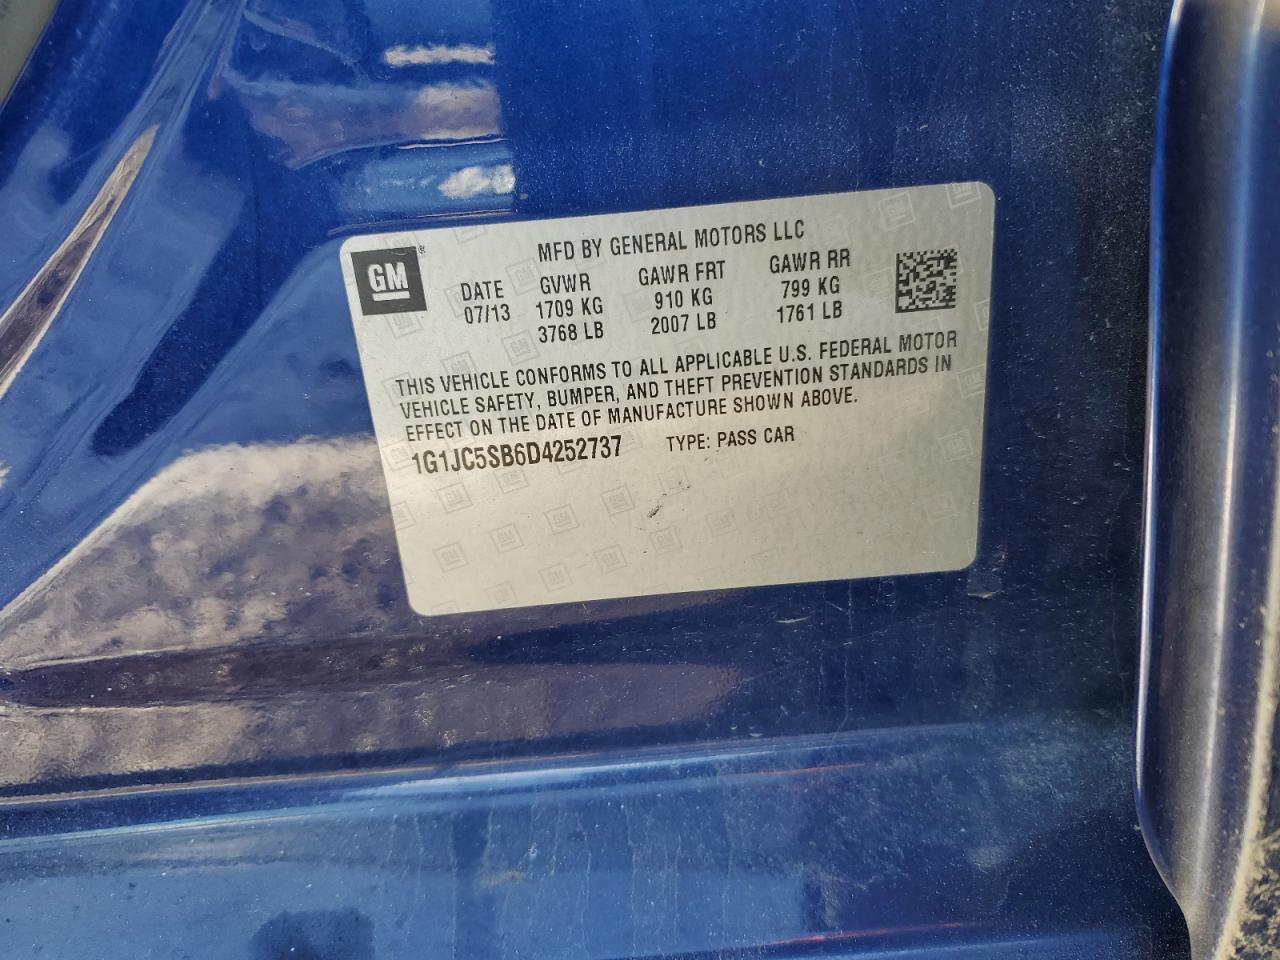 GM®
MFD BY GENERAL MOTORS LLC
DATE GVWR GAWR FRT GAWR RR
07/13 1709 KG 910 KG 799 KG
3768 LB 2007 LB 1761 LB
THIS VEHICLE CONFORMS TO ALL APPLICABLE U.S. FEDERAL MOTOR
VEHICLE SAFETY, BUMPER, AND THEFT PREVENTION STANDARDS IN
EFFECT ON THE DATE OF MANUFACTURE SHOWN ABOVE.
1G1JC5SB6D4252737 TYPE: PASS CAR